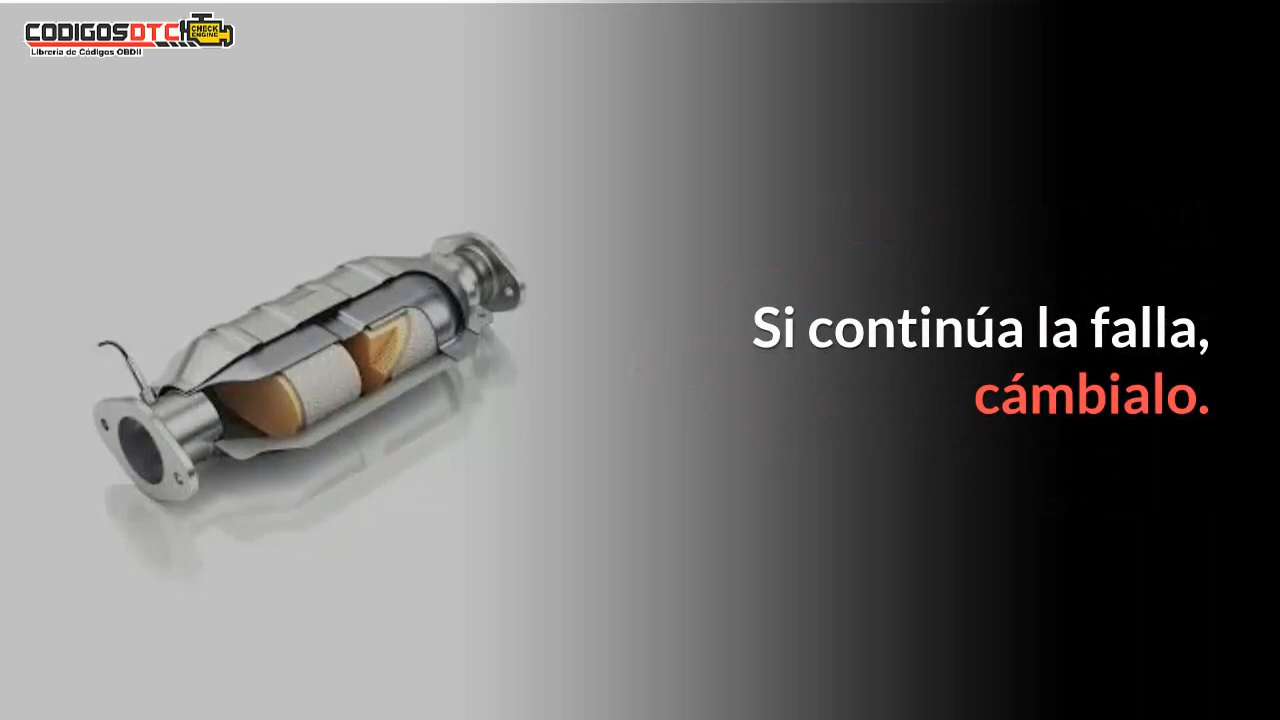 CODIGOSDTC
CHECK
ENGINE
Librería de Códigos OBDII
Si continúa la falla,
cámbialo.